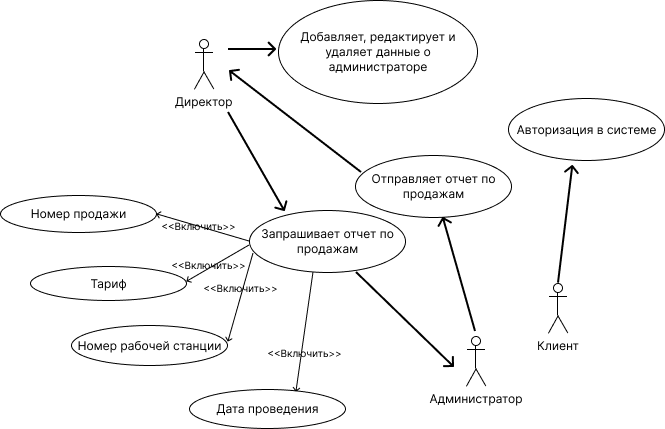 Добавляет, редактирует и
удаляет данные о
администраторе
Директор
Авторизация в системе
Отправляет отчет по
продажам
Номер продажи
<<Включить>>
Запрашивает отчет по
продажам
<<Включить>>
Тариф
<<Включить>>
Номер рабочей станции
Клиент
<<Включить>>
Администратор
Дата проведения